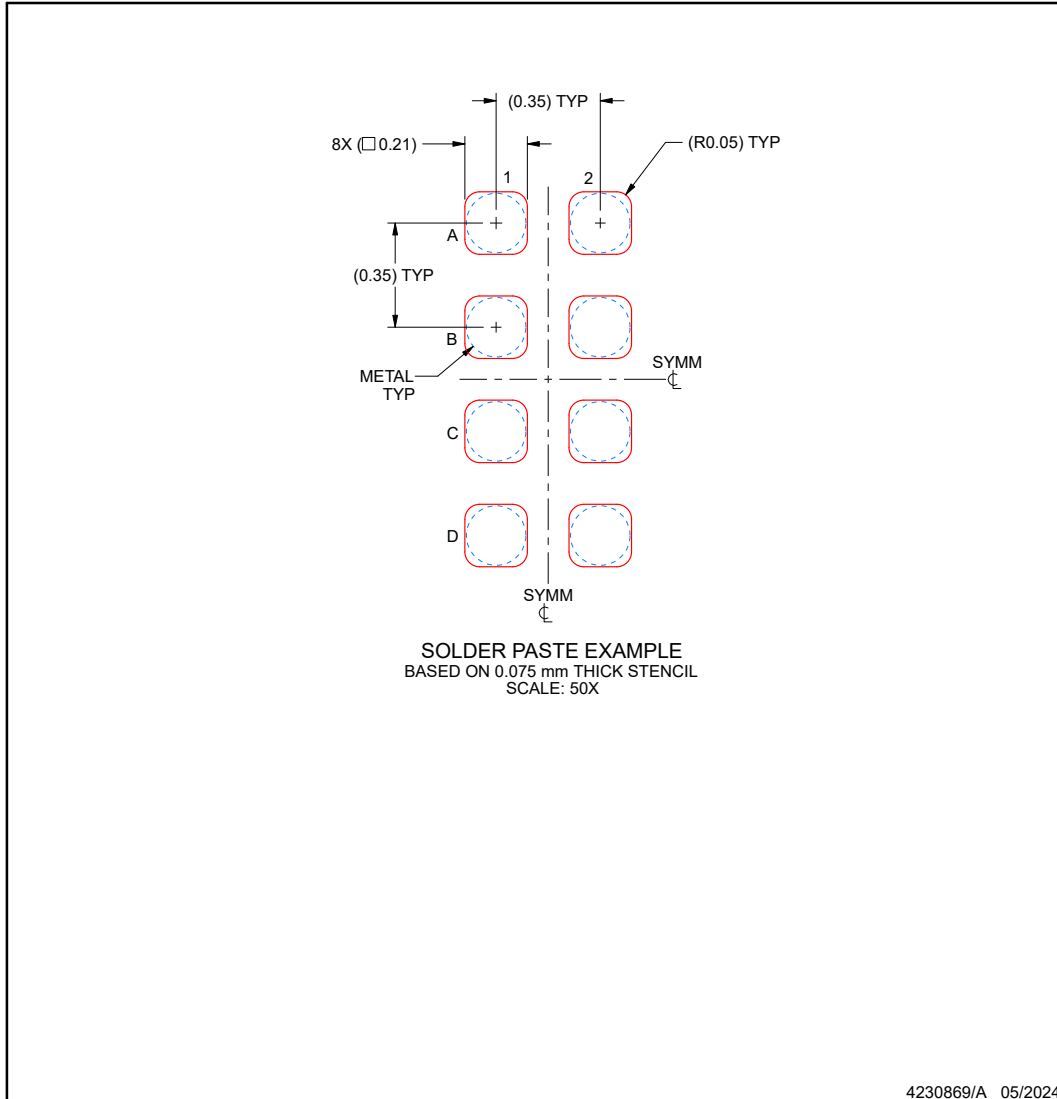 (0.35) TYP
8X (□ 0.21)
(R0.05) TYP
1
2
A
(0.35) TYP
B
METAL
TYP
SYMM
℄
C
D
SYMM
℄
SOLDER PASTE EXAMPLE
BASED ON 0.075 mm THICK STENCIL
SCALE: 50X
4230869/A 05/2024